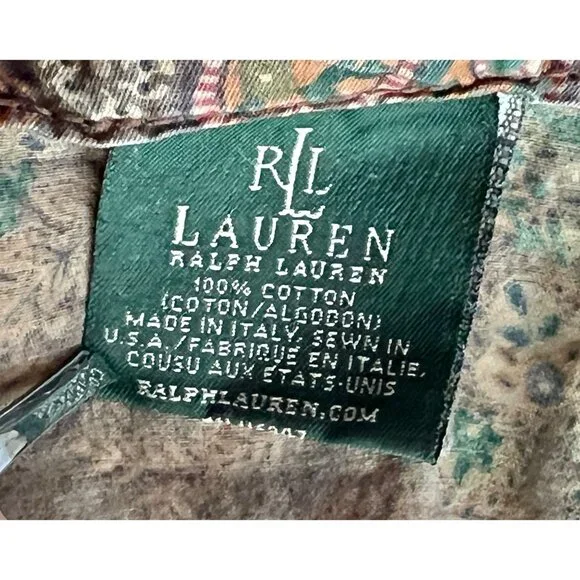 RLL
LAUREN
RALPH LAUREN
100% COTTON
(COTON/ALGODON)
MADE IN ITALY, SEWN IN
U.S.A./FABRIQUE EN ITALIE,
COUSU AUX ETATS-UNIS
RALPHLAUREN.COM